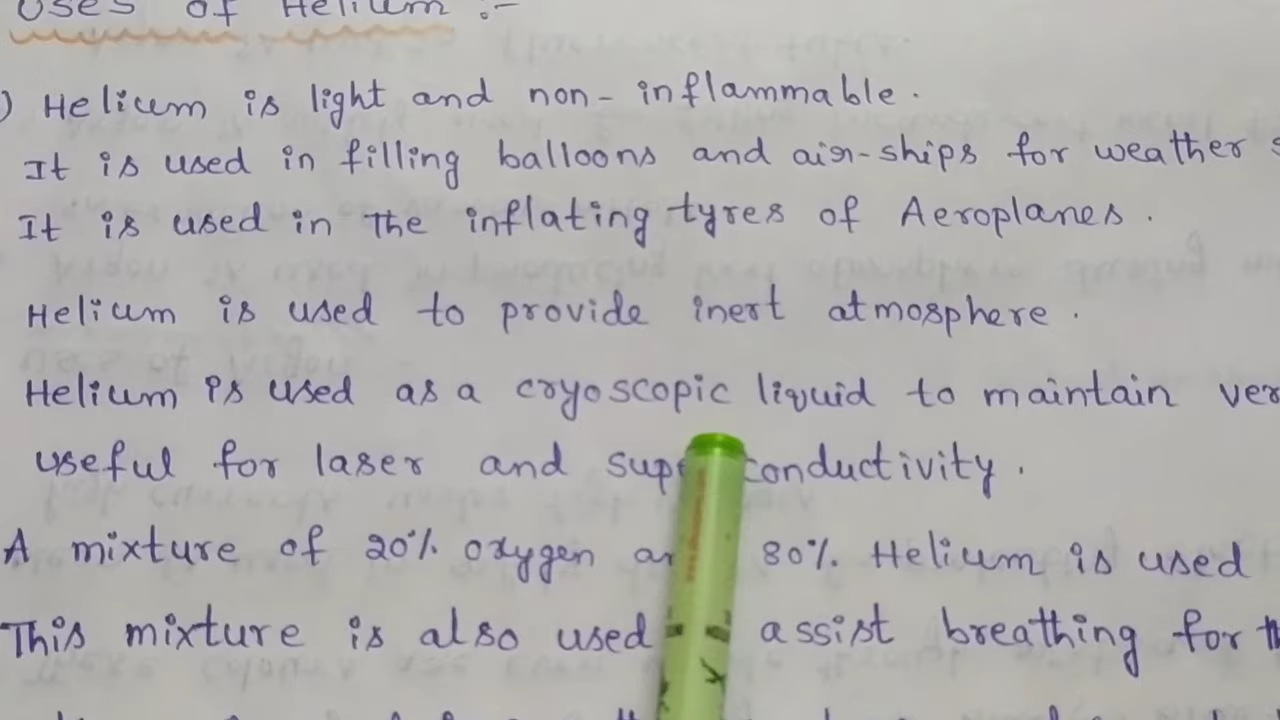 Uses of Helium :-
) Helium is light and non-inflammable.
It is used in filling balloons and air-ships for weather
It is used in the inflating tyres of Aeroplanes.
Helium is used to provide inert atmosphere.
Helium is used as a cryoscopic liquid to maintain ver
useful for laser and sup conductivity.
A mixture of 20% oxygen a 80% Helium is used
This mixture is also used assist breathing for